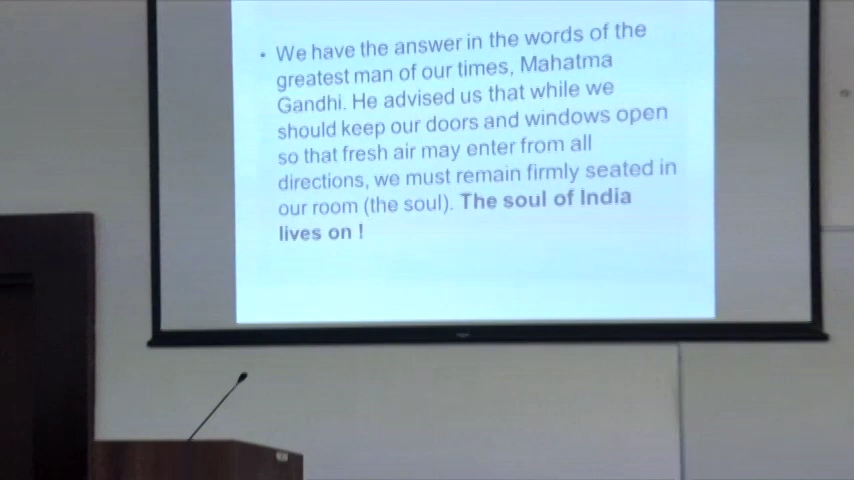 • We have the answer in the words of the
greatest man of our times, Mahatma
Gandhi. He advised us that while we
should keep our doors and windows open
so that fresh air may enter from all
directions, we must remain firmly seated in
our room (the soul). The soul of India
lives on !